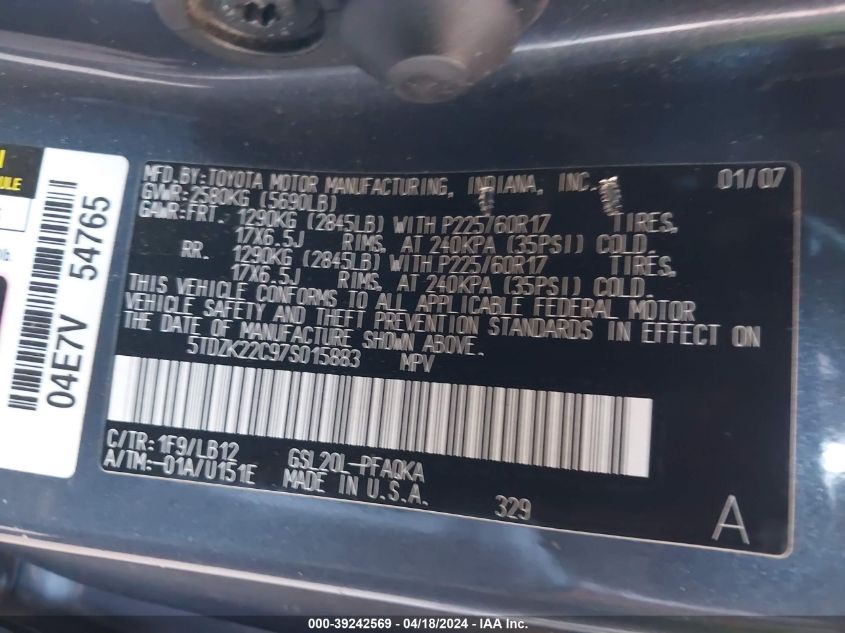 MFD. BY: TOYOTA MOTOR MANUFACTURING, INDIANA, INC. 01/07
GVWR: 2580KG (5690LB)
GAWR: FRT. 1290KG (2845LB) WITH P225/60R17 TIRES,
17X6.5J RIMS, AT 240KPA (35PSI) COLD.
RR. 1290KG (2845LB) WITH P225/60R17 TIRES,
17X6.5J RIMS, AT 240KPA (35PSI) COLD.
THIS VEHICLE CONFORMS TO ALL APPLICABLE FEDERAL MOTOR
VEHICLE SAFETY AND THEFT PREVENTION STANDARDS IN EFFECT ON
THE DATE OF MANUFACTURE SHOWN ABOVE.
5TDZK22C97S015883 MPV
C/TR: 1F9/LB12 GSL20L-PFAQKA
A/TM: -01A/U151E MADE IN U.S.A.
329
A
04E7V 54765
000-39242569 / 04/18/2024 - IAA Inc.